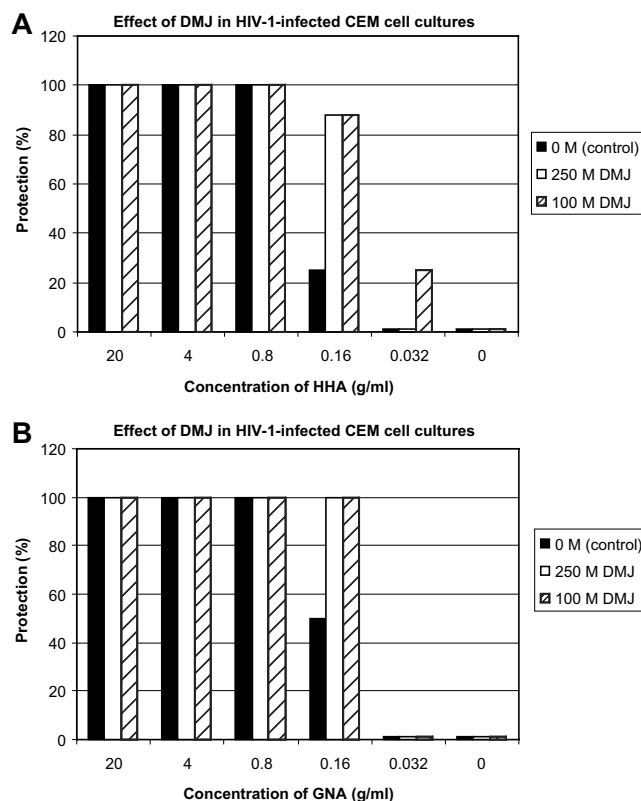 A
Effect of DMJ in HIV-1-infected CEM cell cultures
120
100
80
60
40
20
0
Protection (%)
20 4 0.8 0.16 0.032 0
Concentration of HHA (g/ml)
0 M (control)
250 M DMJ
100 M DMJ
B
Effect of DMJ in HIV-1-infected CEM cell cultures
120
100
80
60
40
20
0
Protection (%)
20 4 0.8 0.16 0.032 0
Concentration of GNA (g/ml)
0 M (control)
250 M DMJ
100 M DMJ